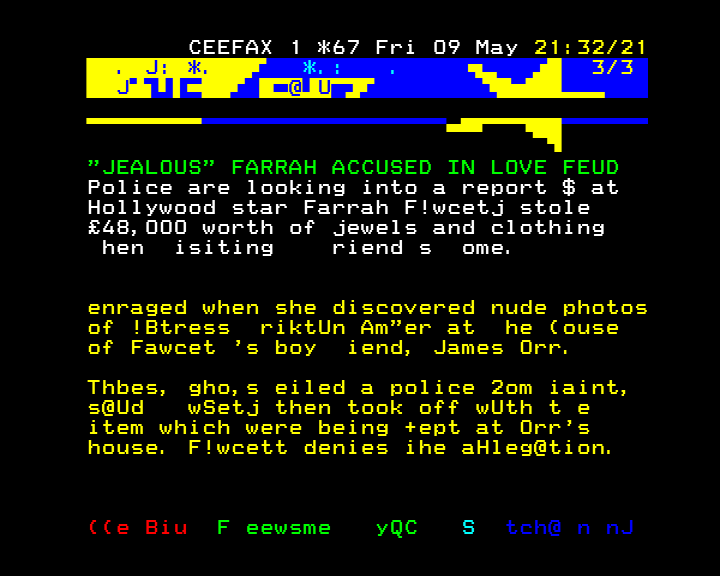 CEEFAX 1 *67 Fri 09 May 21:32/21
3/3
"JEALOUS" FARRAH ACCUSED IN LOVE FEUD
Police are looking into a report $ at
Hollywood star Farrah F!wcetj stole
£48,000 worth of jewels and clothing
hen isiting riend s ome.
enraged when she discovered nude photos
of !Btress riktUn Am"er at he (ouse
of Fawcet 's boy iend, James Orr.
Thbes, gho,s eiled a police 2om iaint,
s@Ud wSetj then took off wUth t e
item which were being +ept at Orr's
house. F!wcett denies ihe aHleg@tion.
((e Biu F eewsme yQC S tch@ n nJ